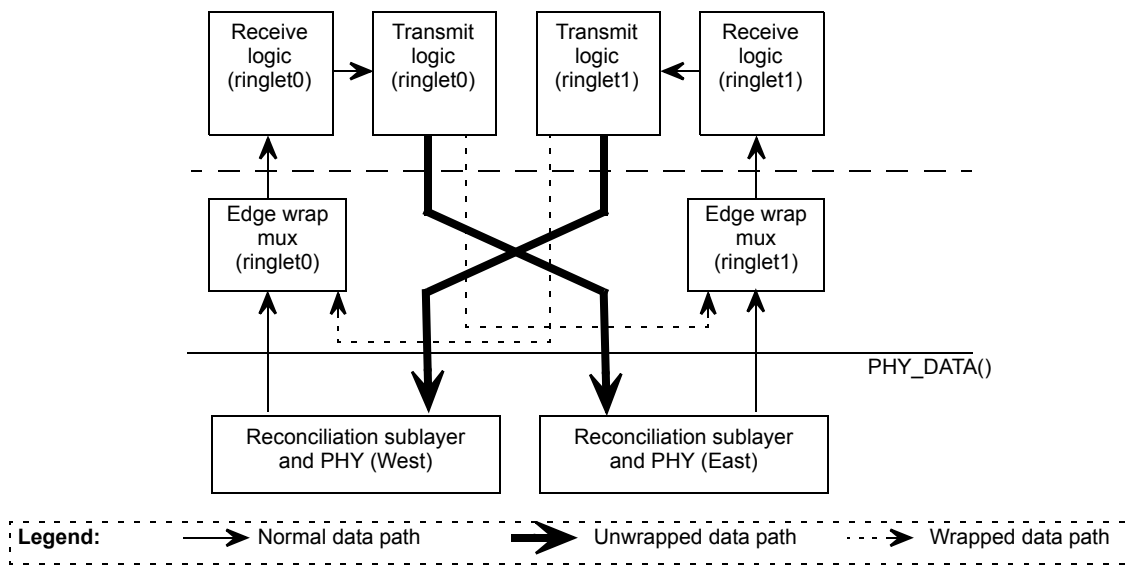 Receive
logic
(ringlet0)
Transmit
logic
(ringlet0)
Transmit
logic
(ringlet1)
Receive
logic
(ringlet1)
Edge wrap
mux
(ringlet0)
Edge wrap
mux
(ringlet1)
PHY_DATA()
Reconciliation sublayer
and PHY (West)
Reconciliation sublayer
and PHY (East)
Legend:
Normal data path
Unwrapped data path
Wrapped data path